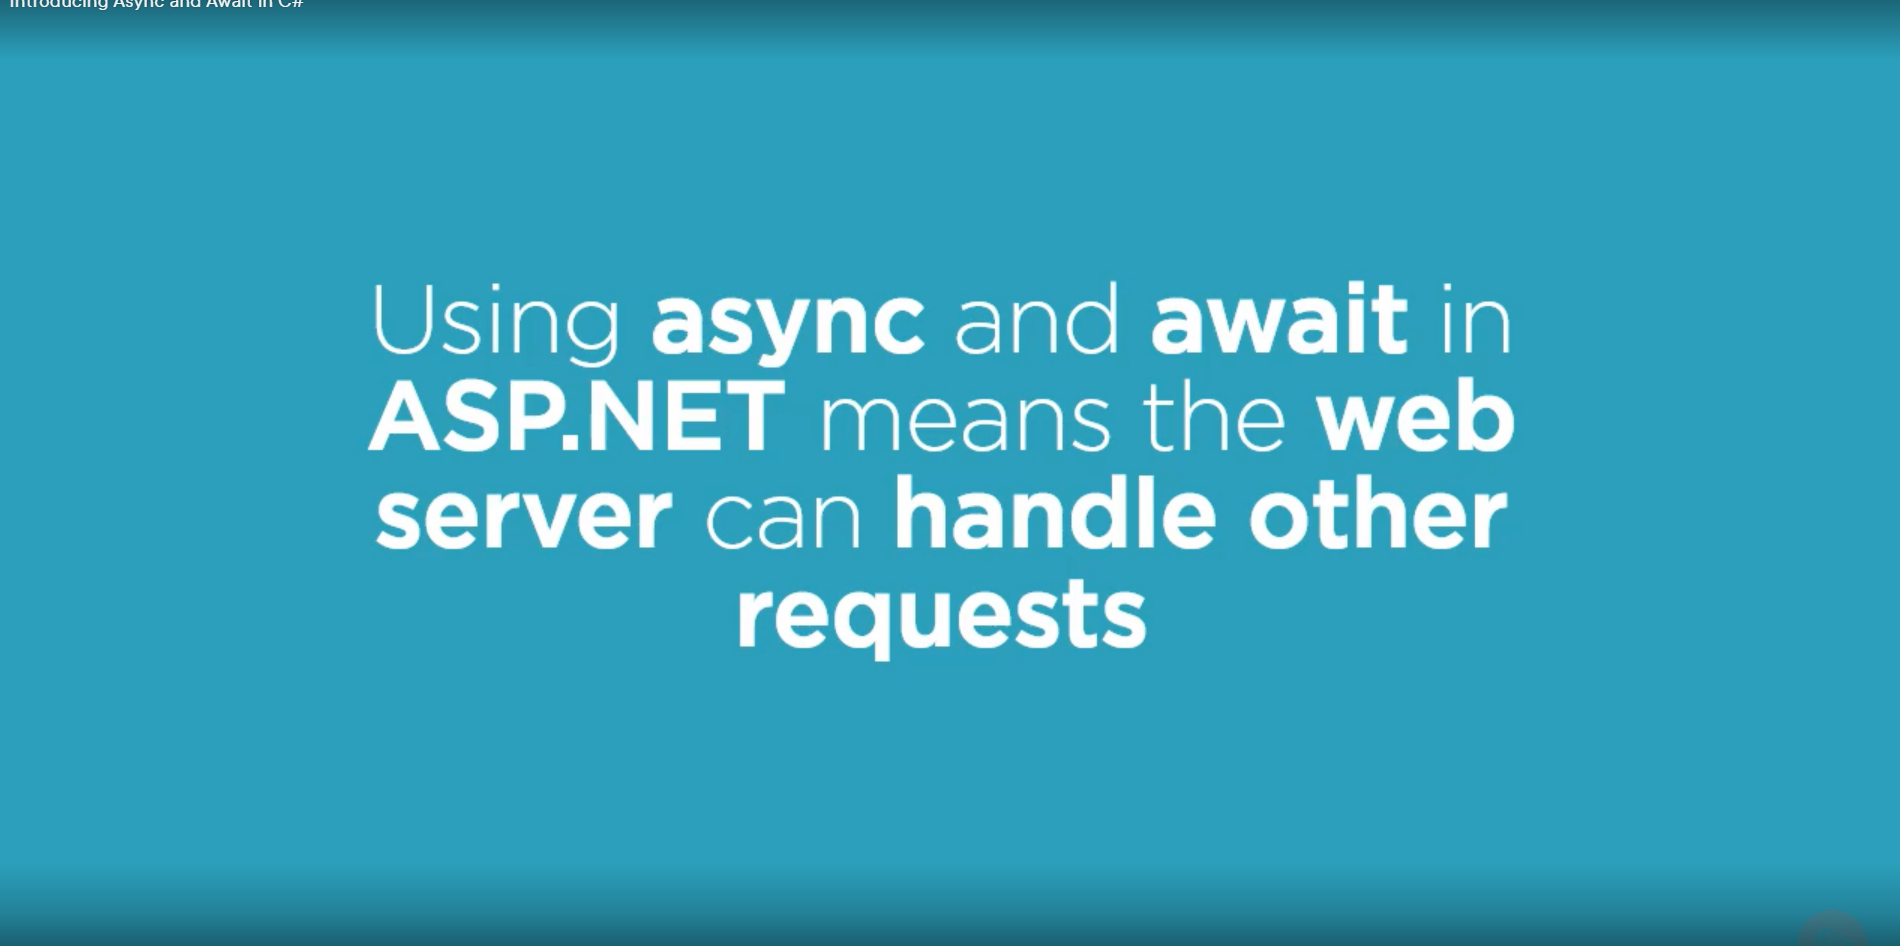 Introducing Async and Await in C#
Using async and await in
ASP.NET means the web
server can handle other
requests